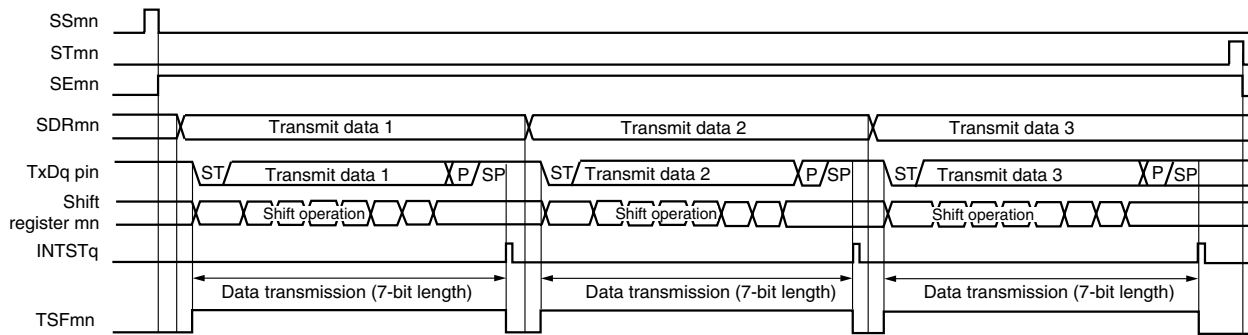 SSmn
STmn
SEmn
SDRmn Transmit data 1 Transmit data 2 Transmit data 3
TxDq pin ST Transmit data 1 P SP ST Transmit data 2 P SP ST Transmit data 3 P SP
Shift
register mn Shift operation Shift operation Shift operation
INTSTq
Data transmission (7-bit length) Data transmission (7-bit length) Data transmission (7-bit length)
TSFmn